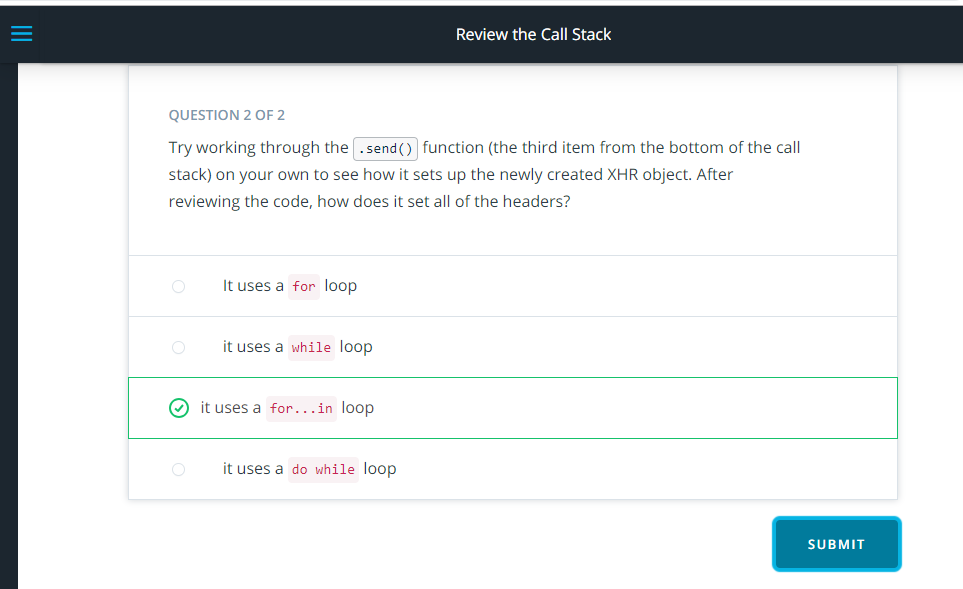 Review the Call Stack
QUESTION 2 OF 2
Try working through the .send() function (the third item from the bottom of the call
stack) on your own to see how it sets up the newly created XHR object. After
reviewing the code, how does it set all of the headers?
It uses a for loop
it uses a while loop
it uses a for...in loop
it uses a do while loop
SUBMIT